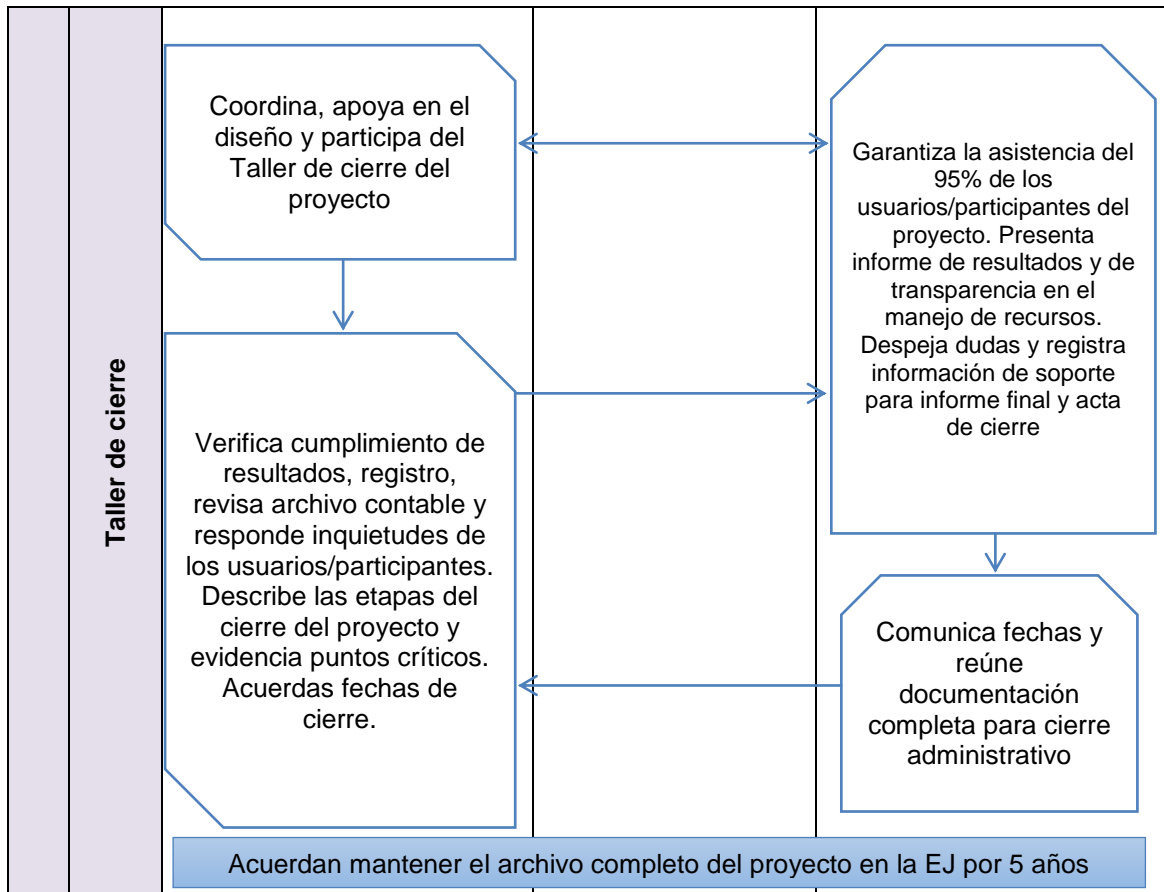 Taller de cierre
Coordina, apoya en el
diseño y participa del
Taller de cierre del
proyecto
Garantiza la asistencia del
95% de los
usuarios/participantes del
proyecto. Presenta
informe de resultados y de
transparencia en el
manejo de recursos.
Despeja dudas y registra
información de soporte
para informe final y acta
de cierre
Verifica cumplimiento de
resultados, registro,
revisa archivo contable y
responde inquietudes de
los usuarios/participantes.
Describe las etapas del
cierre del proyecto y
evidencia puntos críticos.
Acuerdas fechas de
cierre.
Comunica fechas y
reúne
documentación
completa para cierre
administrativo
Acuerdan mantener el archivo completo del proyecto en la EJ por 5 años